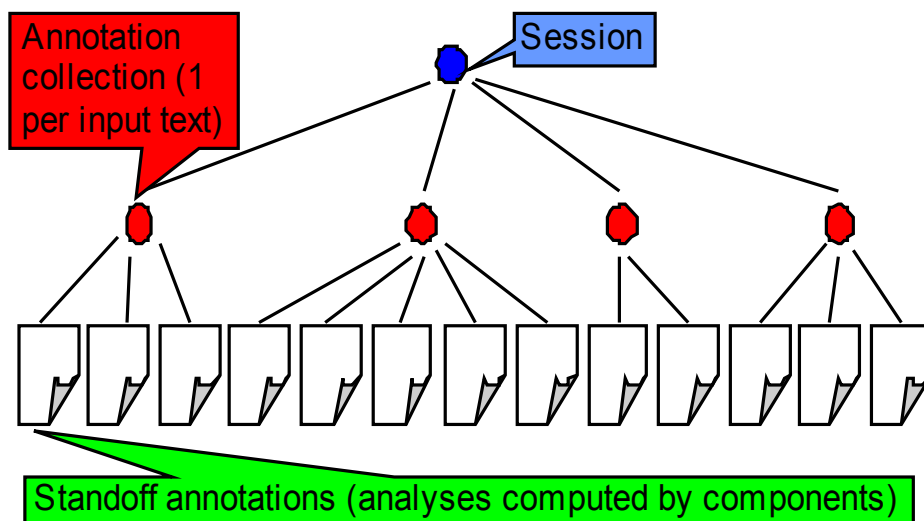 Annotation
collection (1
per input text)
Session
Standoff annotations (analyses computed by components)